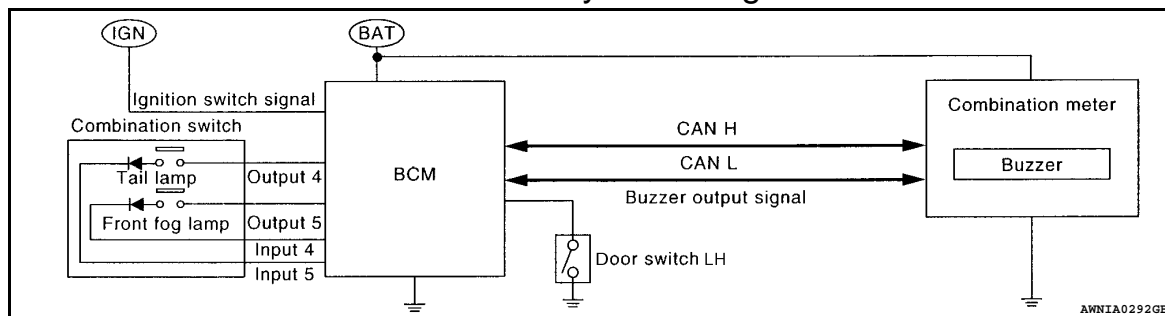 IGN
BAT
Ignition switch signal
Combination switch
Tail lamp
Output 4
Front fog lamp
Output 5
Input 4
Input 5
BCM
CAN H
CAN L
Buzzer output signal
Door switch LH
Combination meter
Buzzer